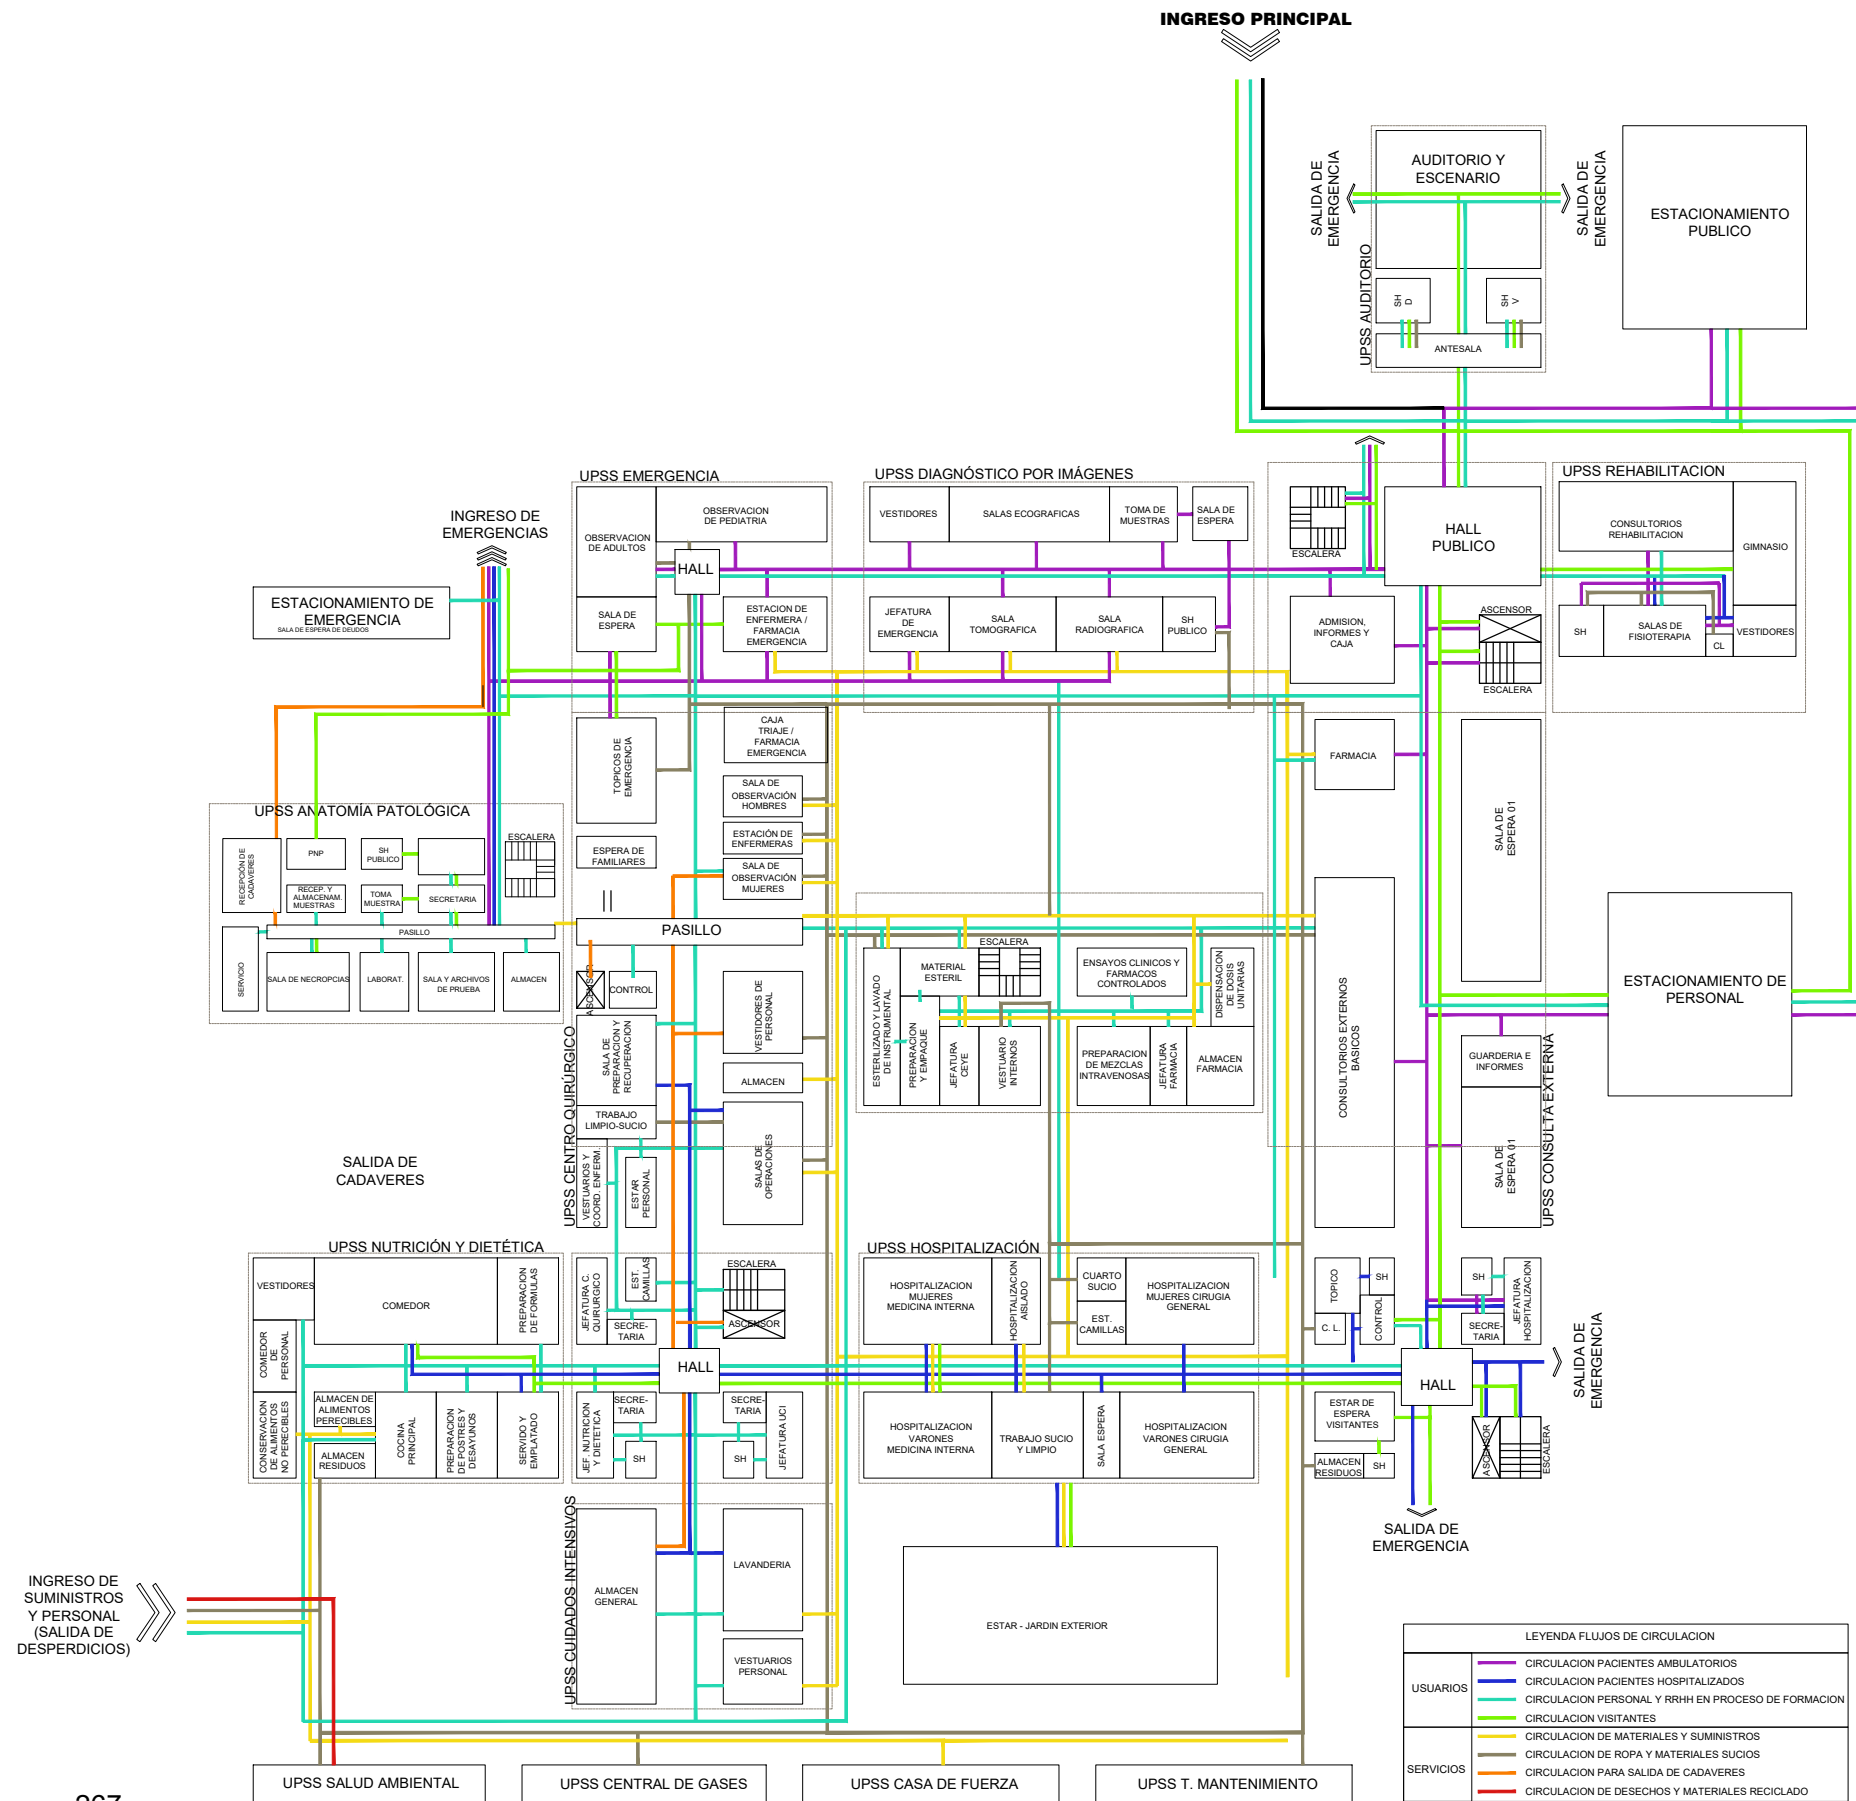 INGRESO PRINCIPAL
SALIDA DE
EMERGENCIA
AUDITORIO Y
ESCENARIO
SALIDA DE
EMERGENCIA
ESTACIONAMIENTO
PUBLICO
UPSS AUDITORIO
SH
D
SH
V
ANTESALA
UPSS EMERGENCIA
OBSERVACION
DE ADULTOS
OBSERVACION
DE PEDIATRIA
HALL
SALA DE
ESPERA
ESTACION DE
ENFERMERA /
FARMACIA
EMERGENCIA
UPSS DIAGNÓSTICO POR IMÁGENES
VESTIDORES
SALAS ECOGRAFICAS
TOMA DE
MUESTRAS
SALA DE
ESPERA
JEFATURA
DE
EMERGENCIA
SALA
TOMOGRAFICA
SALA
RADIOGRAFICA
SH
PUBLICO
ESCALERA
HALL
PUBLICO
ADMISION,
INFORMES Y
CAJA
ASCENSOR
ESCALERA
UPSS REHABILITACION
CONSULTORIOS
REHABILITACION
GIMNASIO
SH
SALAS DE
FISIOTERAPIA
CL
VESTIDORES
INGRESO DE
EMERGENCIAS
ESTACIONAMIENTO DE
EMERGENCIA
SALA DE ESPERA DE DEUDOS
TOPICOS DE
EMERGENCIA
CAJA
TRIAJE /
FARMACIA
EMERGENCIA
SALA DE
OBSERVACIÓN
HOMBRES
ESTACIÓN DE
ENFERMERAS
ESPERA DE
FAMILIARES
SALA DE
OBSERVACIÓN
MUJERES
FARMACIA
SALA DE
ESPERA 01
UPSS ANATOMÍA PATOLÓGICA
RECEPCIÓN DE
CADAVERES
PNP
SH
PUBLICO
ESCALERA
RECEP. Y
ALMACENAM.
MUESTRAS
TOMA
MUESTRA
SECRETARIA
PASILLO
SERVICIO
SALA DE NECROPCIAS
LABORAT.
SALA Y ARCHIVOS
DE PRUEBA
ALMACEN
PASILLO
ASCENSOR
CONTROL
VESTIDORES DE
PERSONAL
SALA DE
PREPARACION Y
RECUPERACION
ALMACEN
TRABAJO
LIMPIO-SUCIO
SALAS DE
OPERACIONES
UPSS CENTRO QUIRÚRGICO
VESTUARIOS Y
COORD. ENFERM.
ESTAR
PERSONAL
ESTERILIZADO Y LAVADO
DE INSTRUMENTAL
MATERIAL
ESTERIL
ESCALERA
ENSAYOS CLINICOS Y
FARMACOS
CONTROLADOS
DISPENSACION
DE DOSIS
UNITARIAS
PREPARACION
Y EMPAQUE
JEFATURA
CEYE
VESTUARIO
INTERNOS
PREPARACION
DE MEZCLAS
INTRAVENOSAS
JEFATURA
FARMACIA
ALMACEN
FARMACIA
CONSULTORIOS EXTERNOS
BASICOS
GUARDERIA E
INFORMES
SALA DE
ESPERA 01
UPSS CONSULTA EXTERNA
ESTACIONAMIENTO DE
PERSONAL
SALIDA DE
CADAVERES
UPSS NUTRICIÓN Y DIETÉTICA
VESTIDORES
COMEDOR
PREPARACION
DE FORMULAS
COMEDOR
DE
PERSONAL
CONSERVACION
DE ALIMENTOS
NO PERECIBLES
ALMACEN DE
ALIMENTOS
PERECIBLES
ALMACEN
RESIDUOS
COCINA
PRINCIPAL
PREPARACION
DE POSTRES Y
DESAYUNOS
SERVIDO Y
EMPLATADO
JEFATURA C.
QUIRURGICO
EST.
CAMILLAS
SECRE-
TARIA
ESCALERA
ASCENSOR
HALL
JEF. NUTRICION
Y DIETETICA
SECRE-
TARIA
SH
SECRE-
TARIA
SH
JEFATURA UCI
UPSS HOSPITALIZACIÓN
HOSPITALIZACION
MUJERES
MEDICINA INTERNA
HOSPITALIZACION
AISLADO
CUARTO
SUCIO
EST.
CAMILLAS
HOSPITALIZACION
MUJERES CIRUGIA
GENERAL
HOSPITALIZACION
VARONES
MEDICINA INTERNA
TRABAJO SUCIO
Y LIMPIO
SALA ESPERA
HOSPITALIZACION
VARONES CIRUGIA
GENERAL
TOPICO
SH
C. L.
CONTROL
SH
SECRE-
TARIA
JEFATURA
HOSPITALIZACION
HALL
SALIDA DE
EMERGENCIA
ESTAR DE
ESPERA
VISITANTES
ALMACEN
RESIDUOS
SH
ASCENSOR
ESCALERA
SALIDA DE
EMERGENCIA
UPSS CUIDADOS INTENSIVOS
ALMACEN
GENERAL
LAVANDERIA
VESTUARIOS
PERSONAL
ESTAR - JARDIN EXTERIOR
INGRESO DE
SUMINISTROS
Y PERSONAL
(SALIDA DE
DESPERDICIOS)
UPSS SALUD AMBIENTAL
UPSS CENTRAL DE GASES
UPSS CASA DE FUERZA
UPSS T. MANTENIMIENTO
LEYENDA FLUJOS DE CIRCULACION
USUARIOS
CIRCULACION PACIENTES AMBULATORIOS
CIRCULACION PACIENTES HOSPITALIZADOS
CIRCULACION PERSONAL Y RRHH EN PROCESO DE FORMACION
CIRCULACION VISITANTES
SERVICIOS
CIRCULACION DE MATERIALES Y SUMINISTROS
CIRCULACION DE ROPA Y MATERIALES SUCIOS
CIRCULACION PARA SALIDA DE CADAVERES
CIRCULACION DE DESECHOS Y MATERIALES RECICLADO